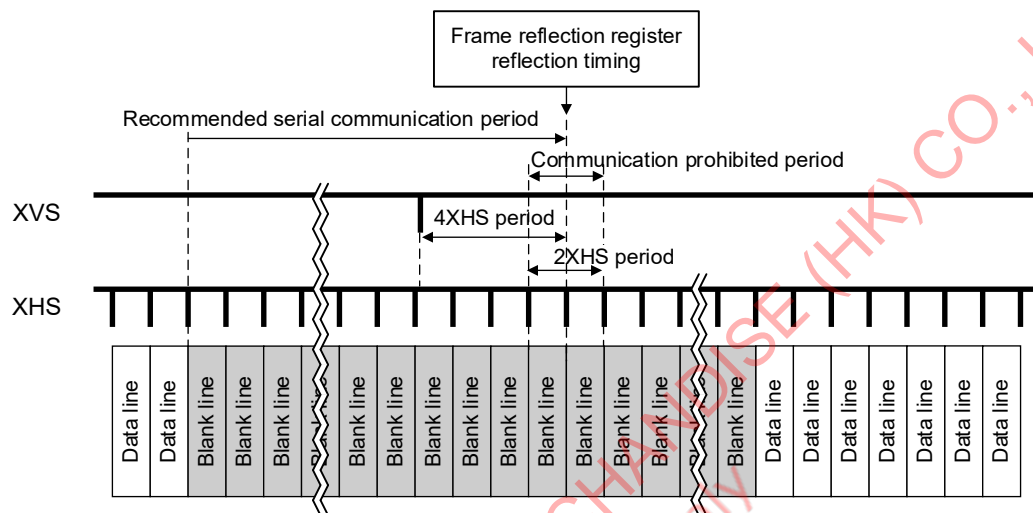 Frame reflection register
reflection timing
Recommended serial communication period
Communication prohibited period
XVS
4XHS period
2XHS period
XHS
Data line
Data line
Blank line
Blank line
Blank line
Blank line
Blank line
Blank line
Blank line
Blank line
Blank line
Blank line
Blank line
Blank line
Blank line
Data line
Data line
Data line
Data line
Data line
Data line
Data line
CHANDISE (HK) CO.,